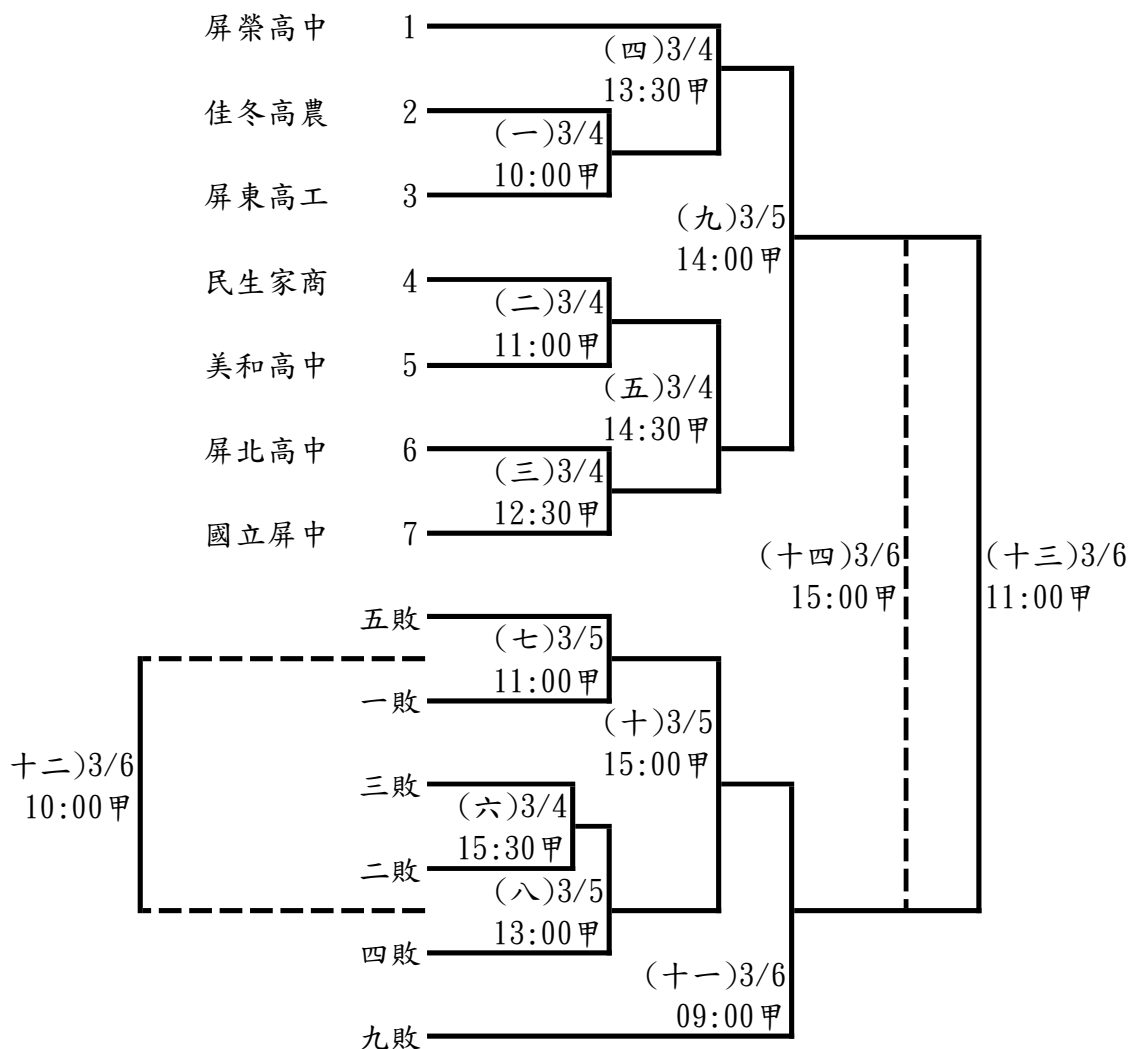 屏榮高中 1
(四)3/4
13:30甲
佳冬高農 2
(一)3/4
10:00甲
屏東高工 3
(九)3/5
14:00甲
民生家商 4
(二)3/4
11:00甲
美和高中 5
(五)3/4
14:30甲
屏北高中 6
(三)3/4
12:30甲
國立屏中 7
(十四)3/6
15:00甲
(十三)3/6
11:00甲
五敗
(七)3/5
11:00甲
一敗
(十)3/5
15:00甲
十二)3/6
10:00甲
三敗
(六)3/4
15:30甲
二敗
(八)3/5
13:00甲
四敗
(十一)3/6
09:00甲
九敗